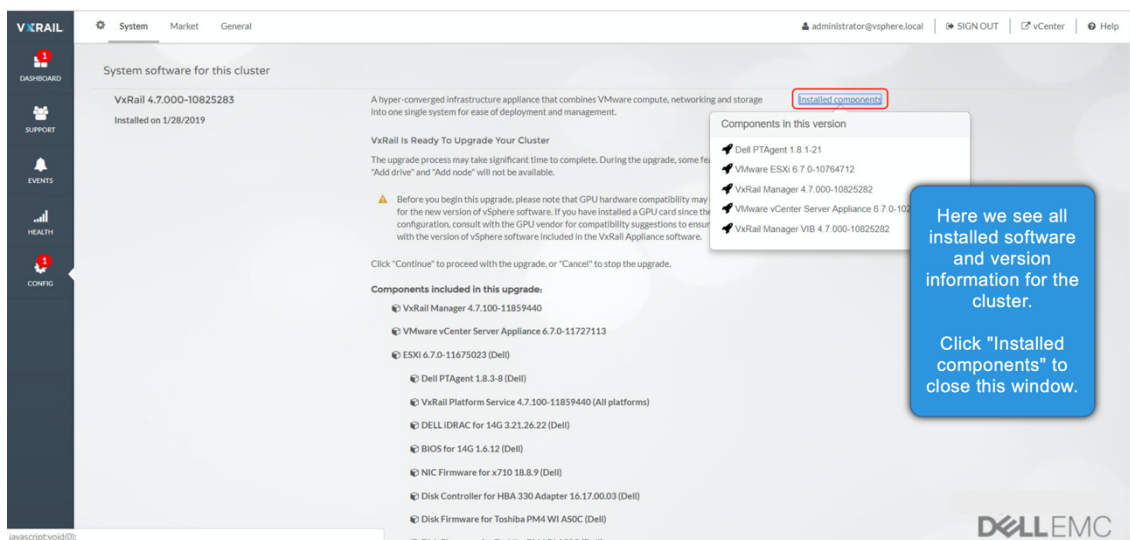 VXRAIL
System Market General
administrator@vsphere.local SIGN OUT vCenter Help
1
DASHBOARD
SUPPORT
EVENTS
HEALTH
1
CONFIG
System software for this cluster
VxRail 4.7.000-10825283
Installed on 1/28/2019
A hyper-converged infrastructure appliance that combines VMware compute, networking and storage
into one single system for ease of deployment and management.
Installed components
Components in this version
Dell PTAgent 1.8.1-21
VMware ESXi 6.7.0-10764712
VxRail Manager 4.7.000-10825282
VMware vCenter Server Appliance 6.7.0-102
VxRail Manager VIB 4.7.000-10825282
VxRail Is Ready To Upgrade Your Cluster
The upgrade process may take significant time to complete. During the upgrade, some fe
"Add drive" and "Add node" will not be available.
Before you begin this upgrade, please note that GPU hardware compatibility may
for the new version of vSphere software. If you have installed a GPU card since the
configuration, consult with the GPU vendor for compatibility suggestions to ensur
with the version of vSphere software included in the VxRail Appliance software.
Click "Continue" to proceed with the upgrade, or "Cancel" to stop the upgrade.
Components included in this upgrade:
VxRail Manager 4.7.100-11859440
VMware vCenter Server Appliance 6.7.0-11727113
ESXi 6.7.0-11675023 (Dell)
Dell PTAgent 1.8.3-8 (Dell)
VxRail Platform Service 4.7.100-11859440 (All platforms)
DELL iDRAC for 14G 3.21.26.22 (Dell)
BIOS for 14G 1.6.12 (Dell)
NIC Firmware for x710 18.8.9 (Dell)
Disk Controller for HBA 330 Adapter 16.17.00.03 (Dell)
Disk Firmware for Toshiba PM4 WI AS0C (Dell)
Here we see all
installed software
and version
information for the
cluster.
Click "Installed
components" to
close this window.
javascript:void(0);
DELLEMC